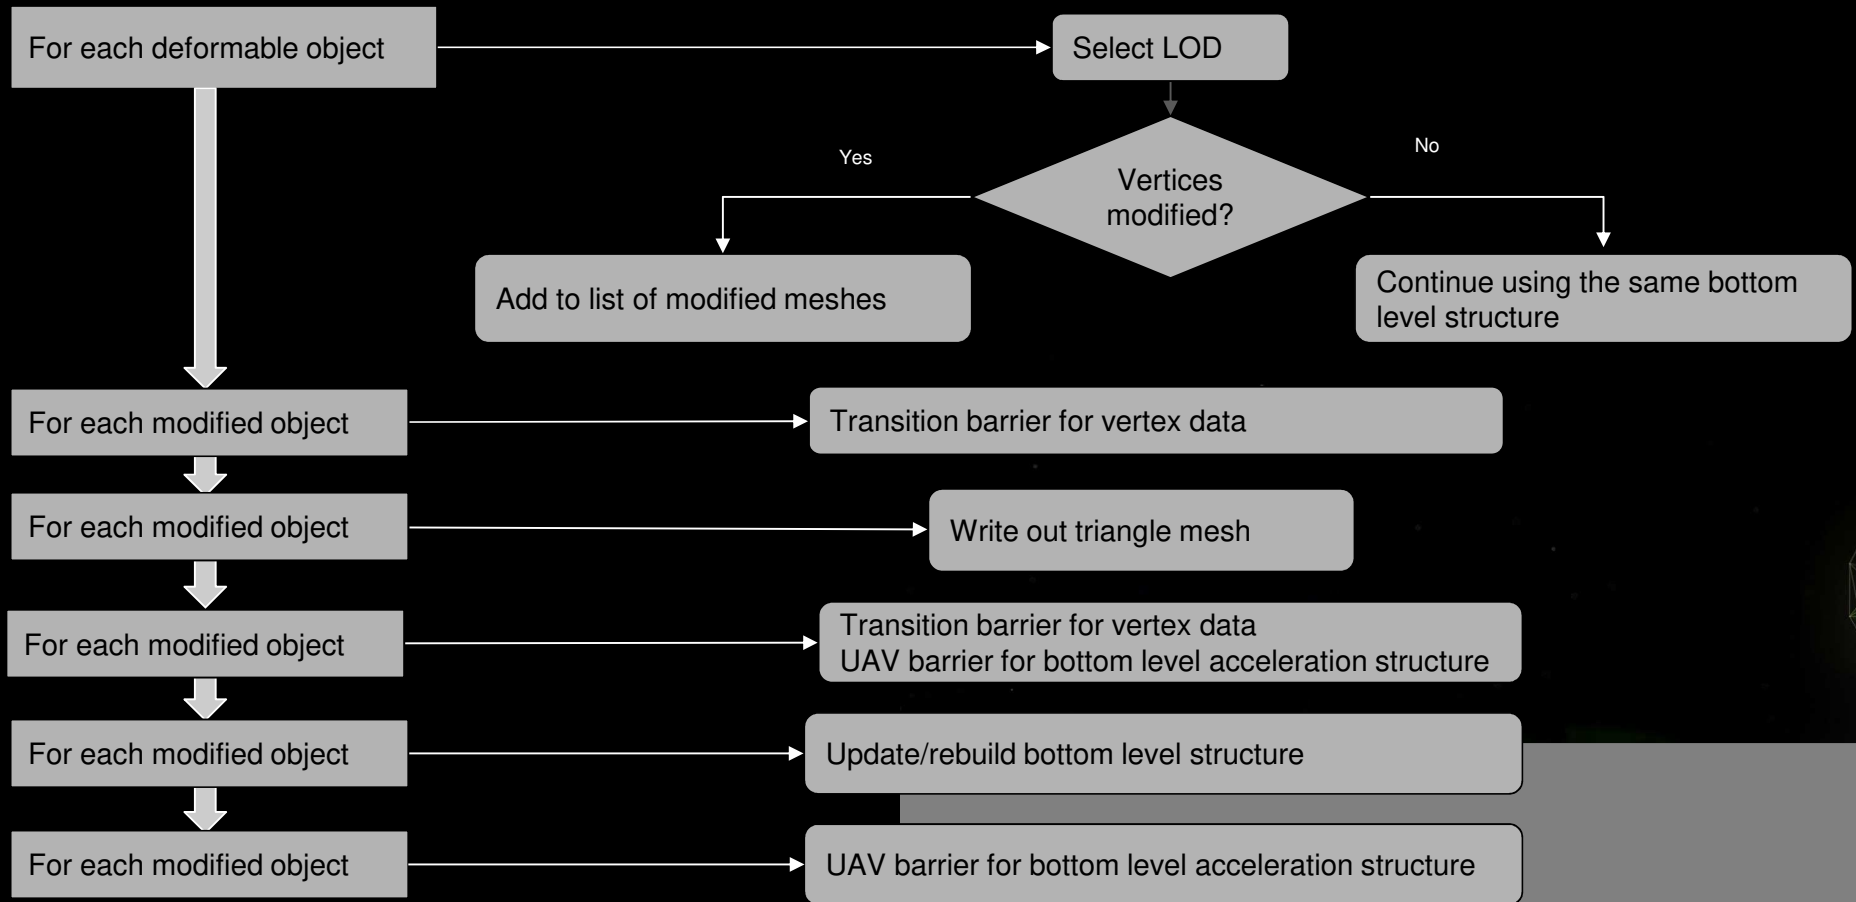 For each deformable object
Select LOD
Yes
No
Vertices
modified?
Add to list of modified meshes
Continue using the same bottom
level structure
For each modified object
Transition barrier for vertex data
For each modified object
Write out triangle mesh
For each modified object
Transition barrier for vertex data
UAV barrier for bottom level acceleration structure
For each modified object
Update/rebuild bottom level structure
For each modified object
UAV barrier for bottom level acceleration structure